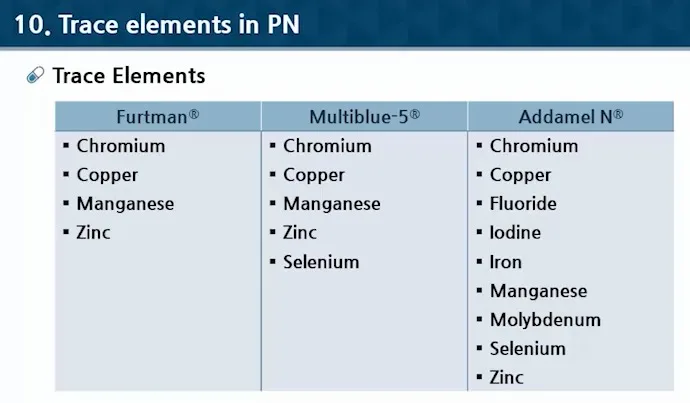 10. Trace elements in PN
Trace Elements
Furtman®
▪ Chromium
▪ Copper
▪ Manganese
▪ Zinc
Multiblue-5®
▪ Chromium
▪ Copper
▪ Manganese
▪ Zinc
▪ Selenium
Addamel N®
▪ Chromium
▪ Copper
▪ Fluoride
▪ Iodine
▪ Iron
▪ Manganese
▪ Molybdenum
▪ Selenium
▪ Zinc